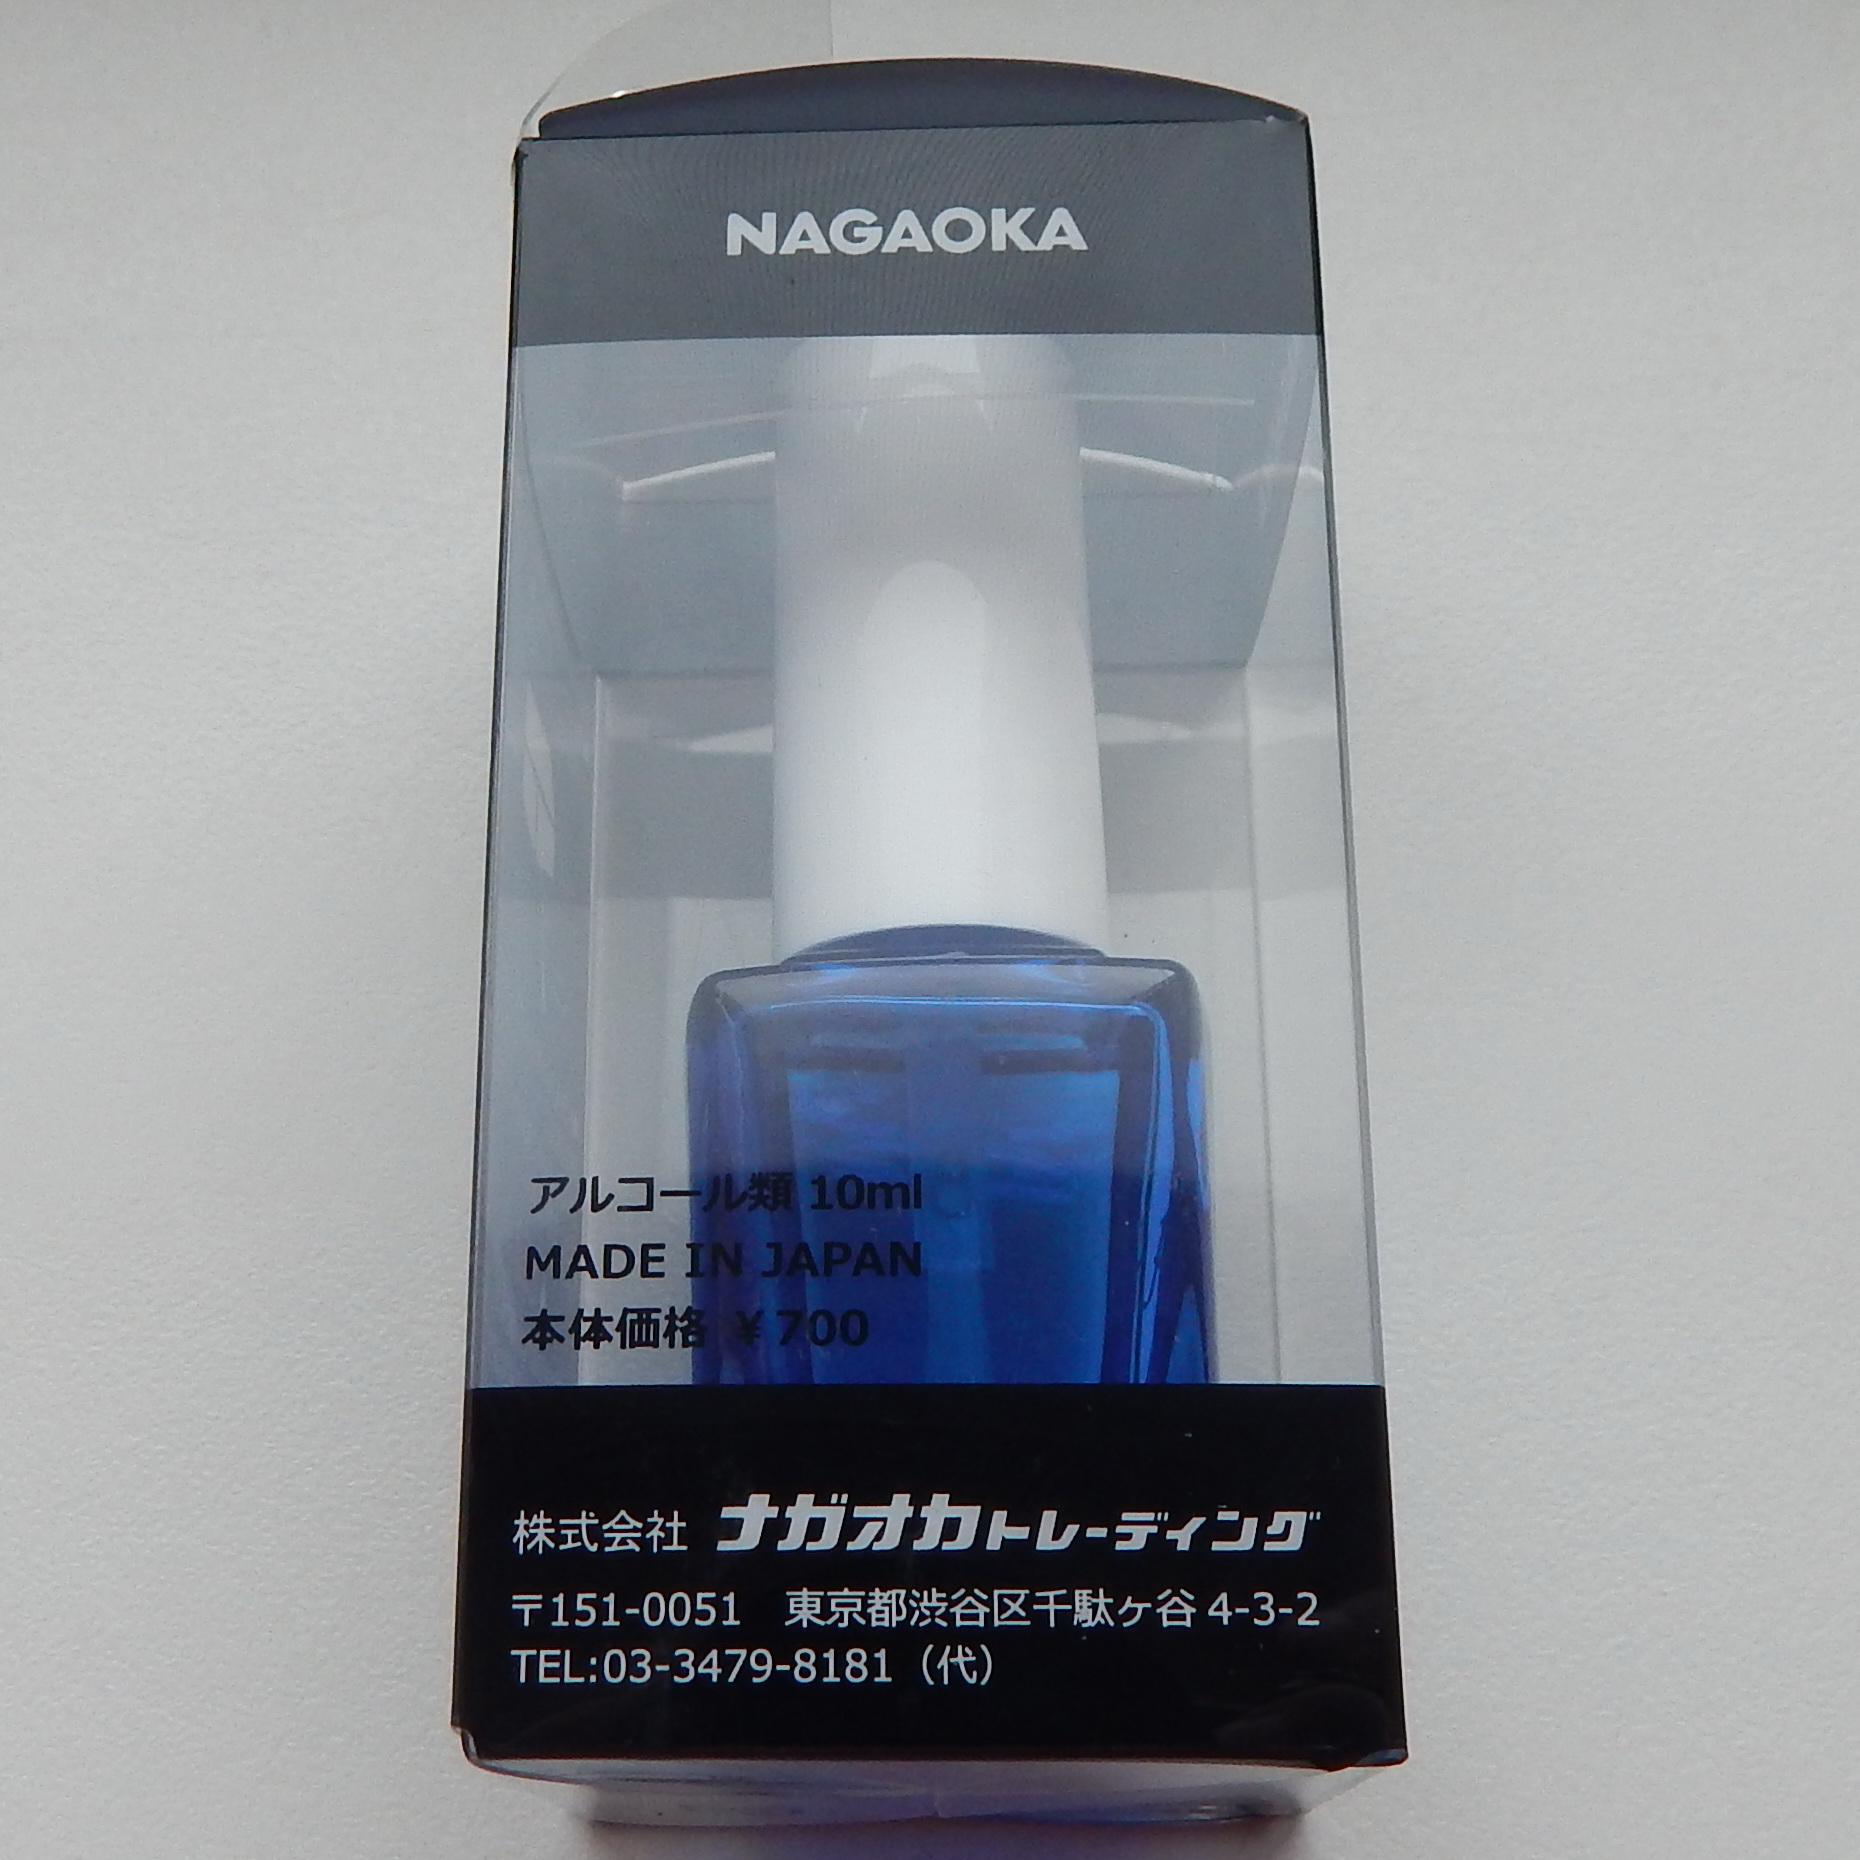 NAGAOKA
アルコール類 10ml
MADE IN JAPAN
本体価格 ￥700
株式会社 ナガオカトレーディング
〒151-0051　東京都渋谷区千駄ヶ谷 4-3-2
TEL:03-3479-8181（代）